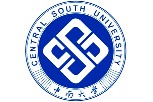 CENTRAL SOUTH UNIVERSITY
中南大学